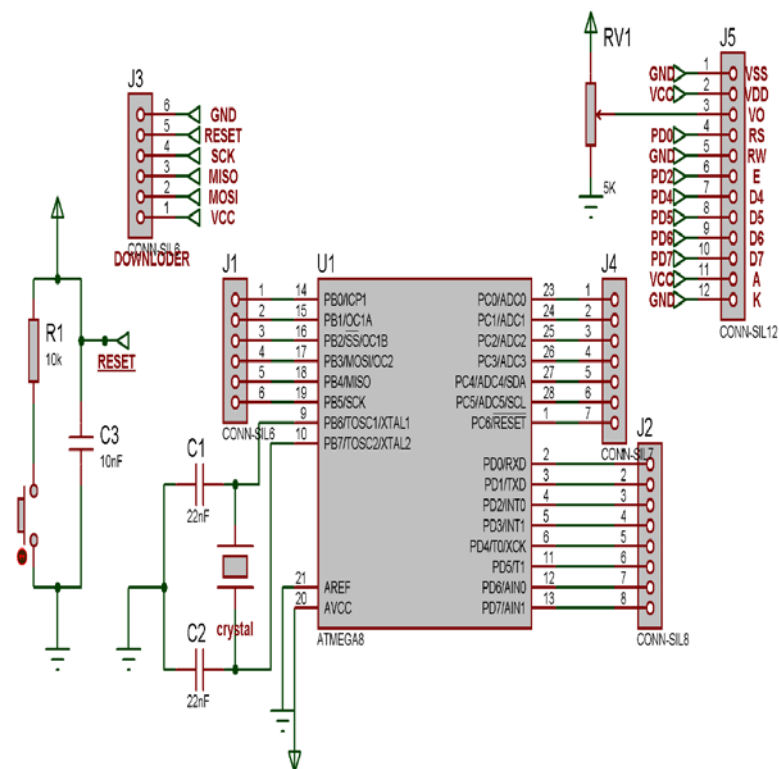 RV1
5K
J5
GND 1 VSS
VCC 2 VDD
3 VO
PD0 4 RS
GND 5 RW
PD2 6 E
PD4 7 D4
PD5 8 D5
PD6 9 D6
PD7 10 D7
VCC 11 A
GND 12 K
CONN-SIL12
J3
6 GND
5 RESET
4 SCK
3 MISO
2 MOSI
1 VCC
CONN-SIL6
DOWNLODER
R1
10k
RESET
C3
10nF
J1
1
2
3
4
5
6
CONN-SIL6
C1
22nF
crystal
C2
22nF
U1
14 PB0/ICP1
15 PB1/OC1A
16 PB2/SS/OC1B
17 PB3/MOSI/OC2
18 PB4/MISO
19 PB5/SCK
9 PB6/TOSC1/XTAL1
10 PB7/TOSC2/XTAL2
21 AREF
20 AVCC
PC0/ADC0 23
PC1/ADC1 24
PC2/ADC2 25
PC3/ADC3 26
PC4/ADC4/SDA 27
PC5/ADC5/SCL 28
PC6/RESET 1
PD0/RXD 2
PD1/TXD 3
PD2/INT0 4
PD3/INT1 5
PD4/T0/XCK 6
PD5/T1 11
PD6/AIN0 12
PD7/AIN1 13
ATMEGA8
J4
1
2
3
4
5
6
7
CONN-SIL7
J2
1
2
3
4
5
6
7
8
CONN-SIL8